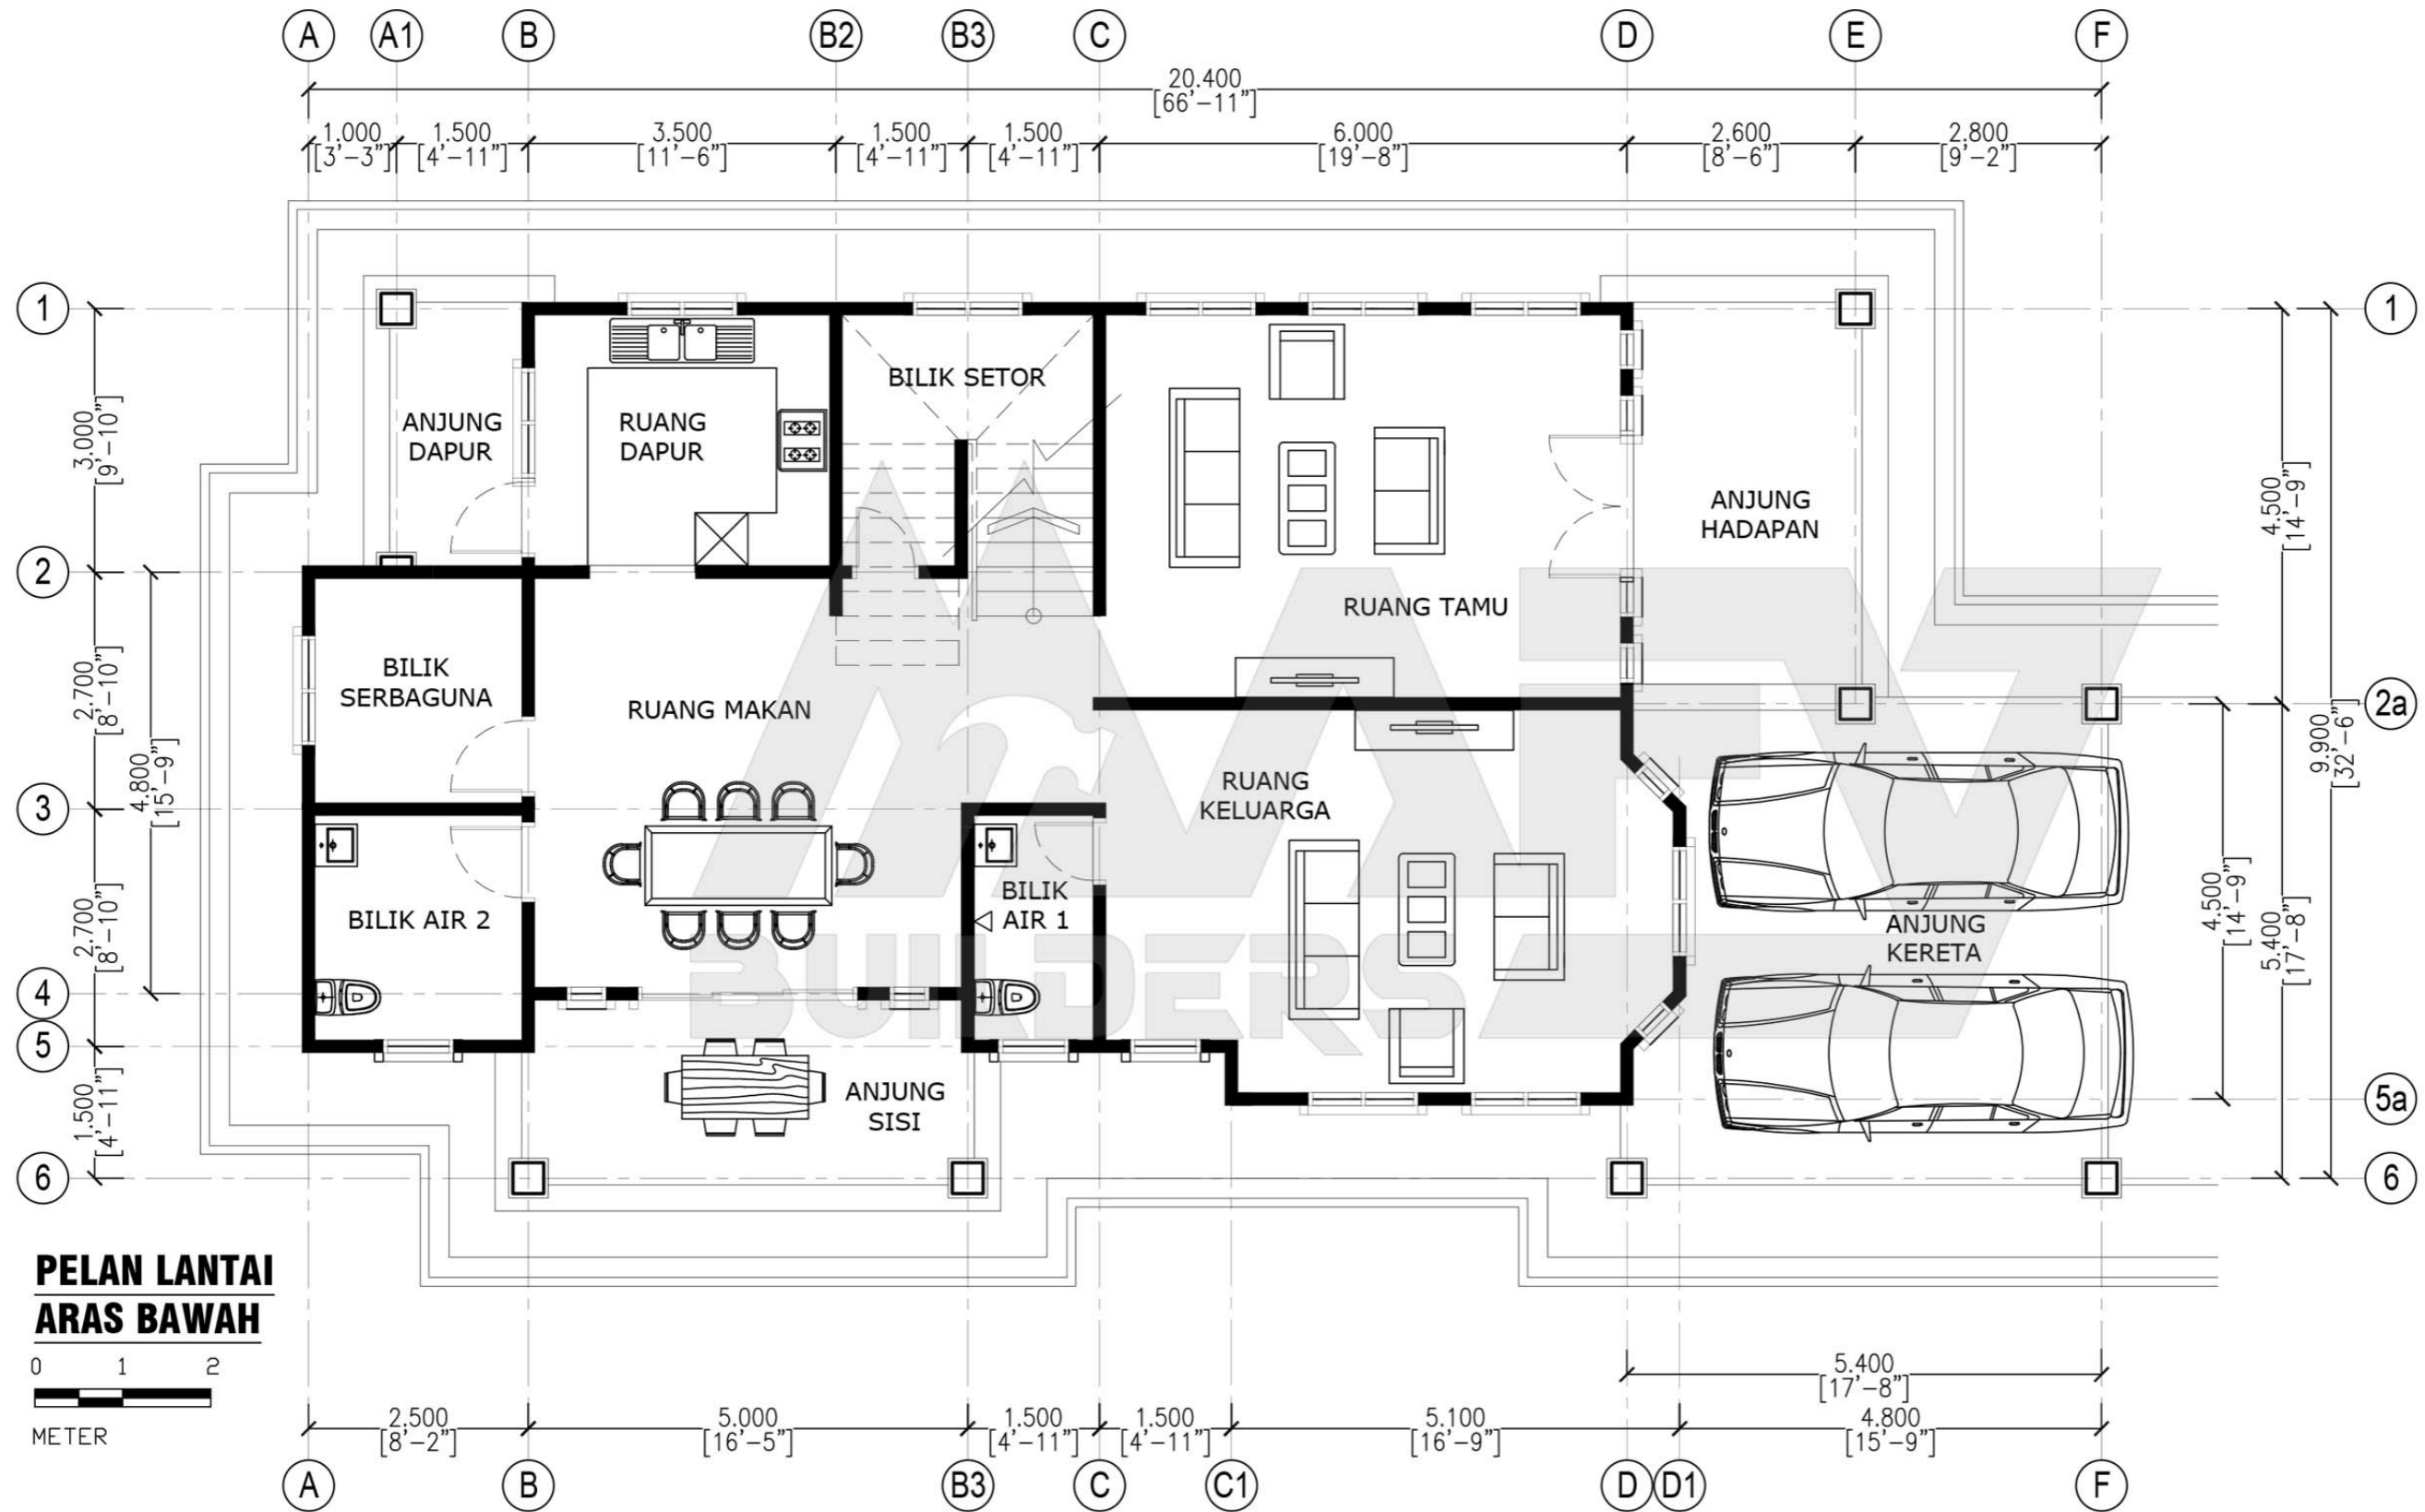 A A1 B B2 B3 C D E F
20.400
[66'-11"]
1.000 1.500 3.500 1.500 1.500 6.000 2.600 2.800
[3'-3"] [4'-11"] [11'-6"] [4'-11"] [4'-11"] [19'-8"] [8'-6"] [9'-2"]
1 1
BILIK SETOR
ANJUNG
DAPUR
RUANG
DAPUR
3.000
[9'-10"]
ANJUNG
HADAPAN
4.500
[14'-9"]
2
RUANG TAMU
BILIK
SERBAGUNA
2.700
[8'-10"]
RUANG MAKAN
2a
9.900
[32'-6"]
4.800
[15'-9"]
RUANG
KELUARGA
3
BILIK AIR 2
BILIK
AIR 1
2.700
[8'-10"]
ANJUNG
KERETA
4.500
[14'-9"]
5.400
[17'-8"]
MATV
BUILDERS
4
5
ANJUNG
SISI
1.500
[4'-11"]
5a
6 6
PELAN LANTAI
ARAS BAWAH
0 1 2
METER
5.400
[17'-8"]
2.500 5.000 1.500 1.500 5.100 4.800
[8'-2"] [16'-5"] [4'-11"] [4'-11"] [16'-9"] [15'-9"]
A B B3 C C1 D D1 F